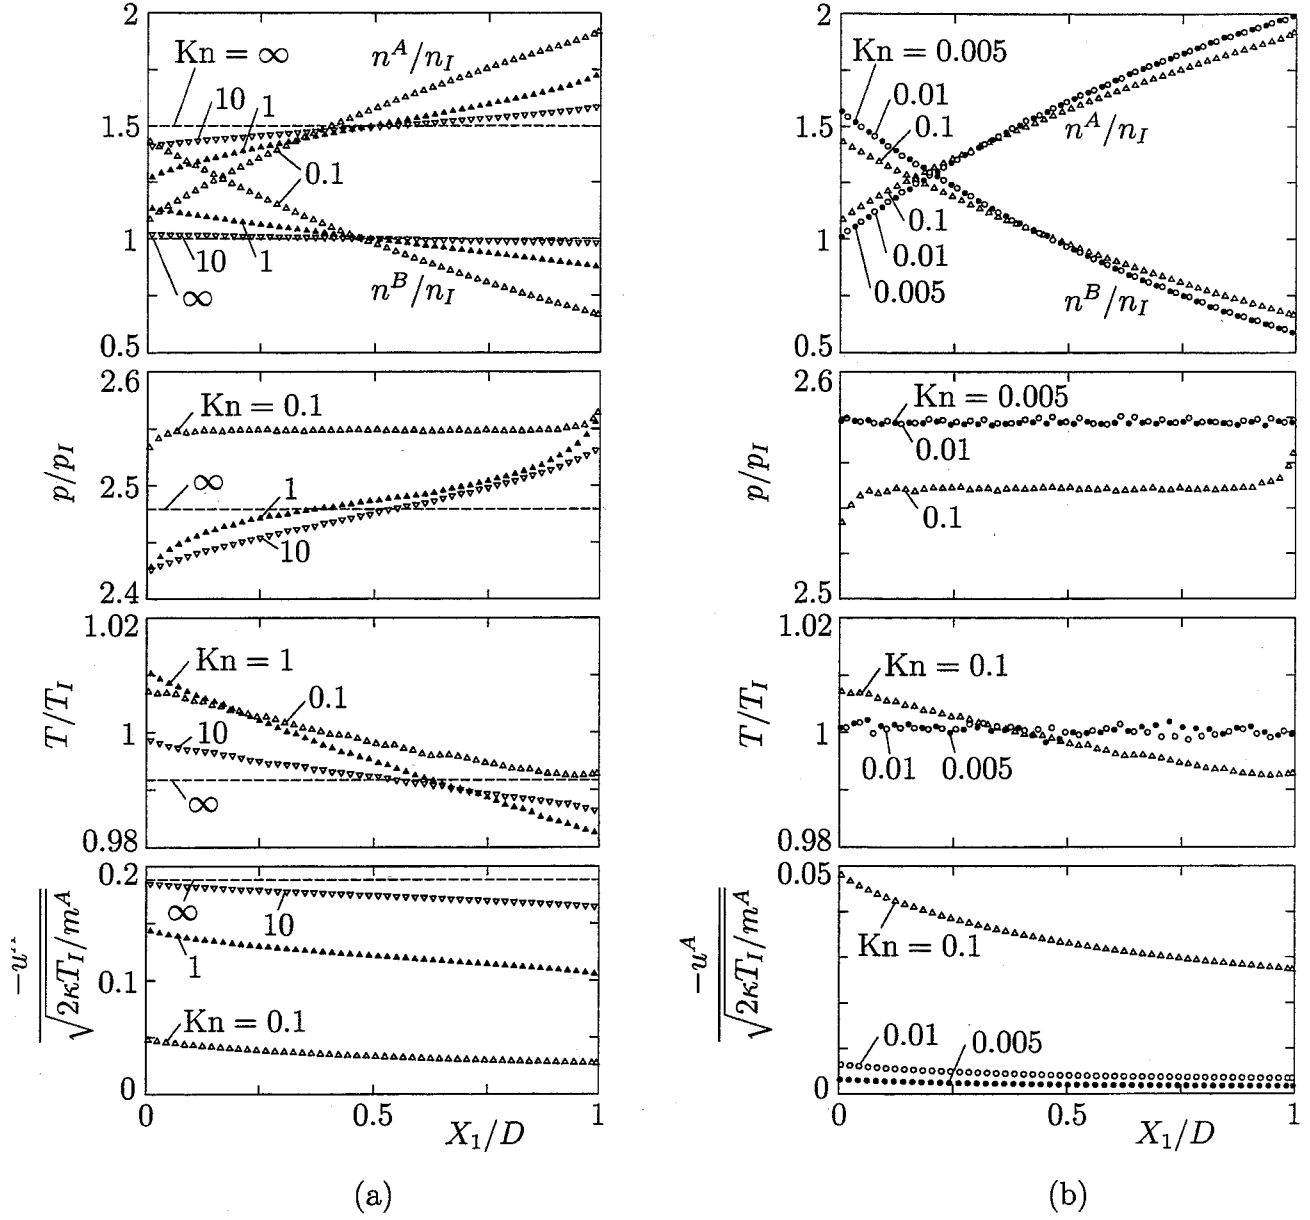 2
1.5
1
0.5
Kn = ∞
10
1
n^A/n_I
0.1
10
1
∞
n^B/n_I
p/p_I
2.6
2.5
2.4
Kn = 0.1
∞
1
10
T/T_I
1.02
1
0.98
Kn = 1
0.1
10
∞
-u^A
√2κT_I/m^A
0.2
0.1
0
∞
10
1
Kn = 0.1
0 0.5 1
X_1/D
(a)
2
1.5
1
0.5
Kn = 0.005
0.01
0.1
n^A/n_I
0.1
0.01
0.005
n^B/n_I
p/p_I
2.6
2.5
Kn = 0.005
0.01
0.1
T/T_I
1.02
1
0.98
Kn = 0.1
0.01
0.005
-u^A
√2κT_I/m^A
0.05
0
Kn = 0.1
0.01
0.005
0 0.5 1
X_1/D
(b)